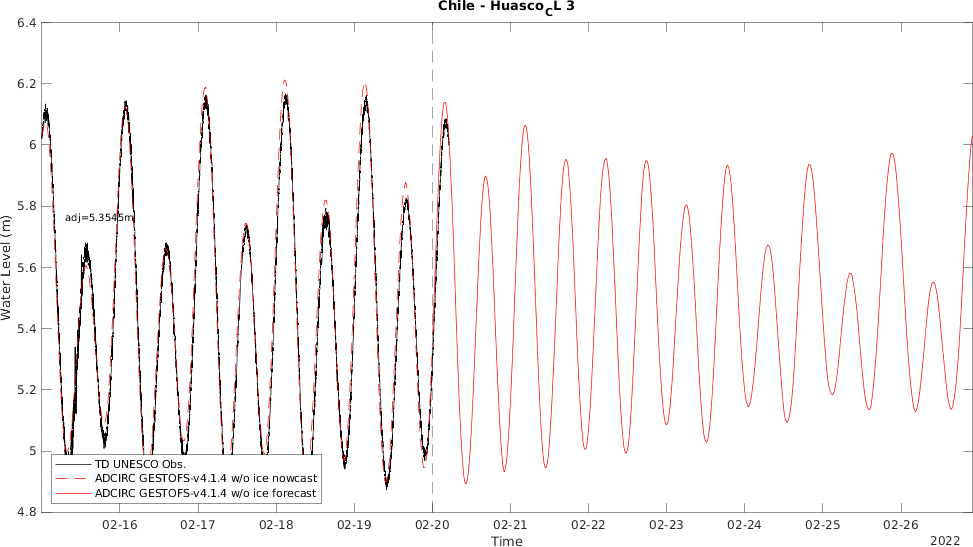 Chile - Huasco_CL 3
6.4
6.2
6
5.8
5.6
5.4
5.2
5
4.8
Water Level (m)
adj=5.3545m
TD UNESCO Obs.
ADCIRC GESTOFS-v4.1.4 w/o ice nowcast
ADCIRC GESTOFS-v4.1.4 w/o ice forecast
02-16 02-17 02-18 02-19 02-20 02-21 02-22 02-23 02-24 02-25 02-26
Time
2022